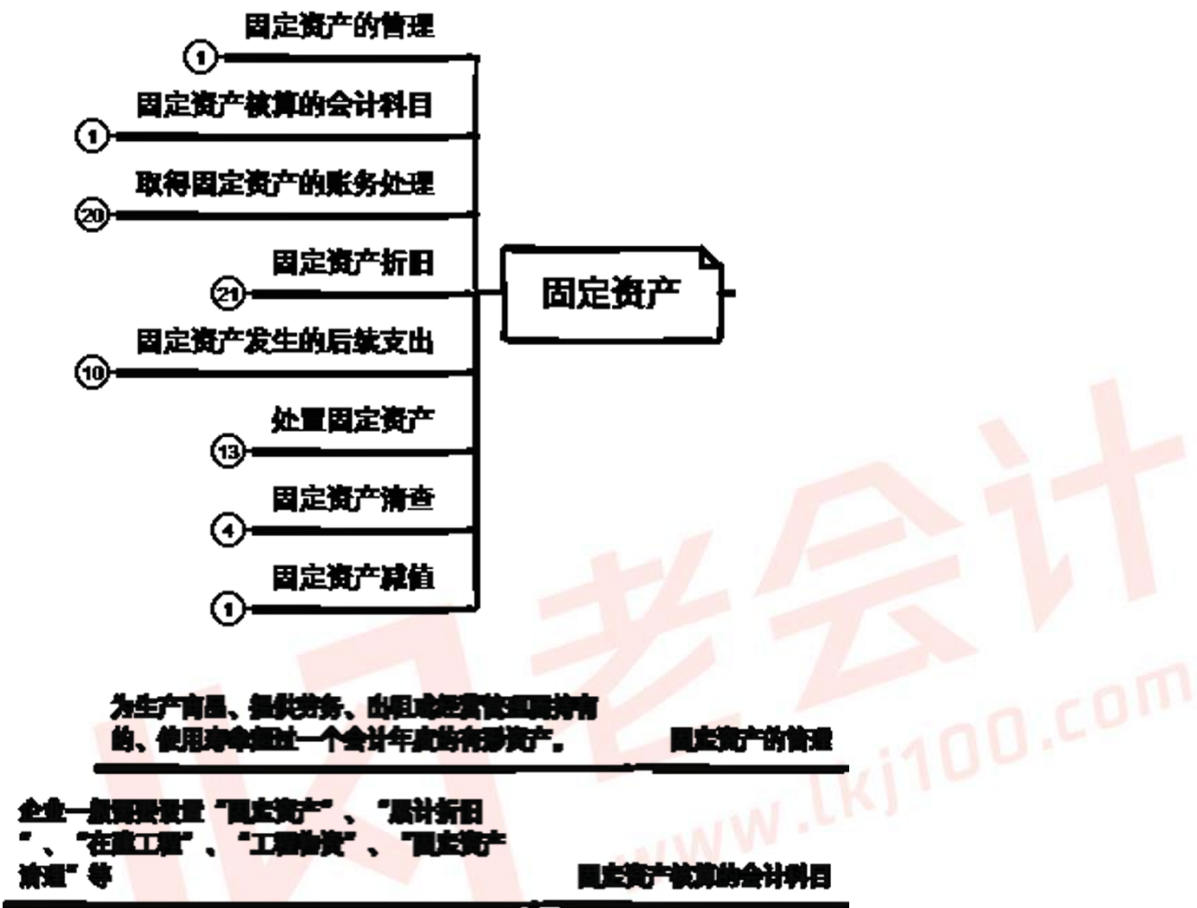 固定资产的管理
1
固定资产核算的会计科目
1
取得固定资产的账务处理
20
固定资产折旧
21
固定资产
固定资产发生的后续支出
10
处置固定资产
13
固定资产清查
4
固定资产减值
1
为生产商品、提供劳务、出租或经营管理而持有
的、使用寿命超过一个会计年度的有形资产。
固定资产的管理
企业一般需要设置“固定资产”、“累计折旧
”、“在建工程”、“工程物资”、“固定资产
清理”等
固定资产核算的会计科目
老会计
www.lkj100.com